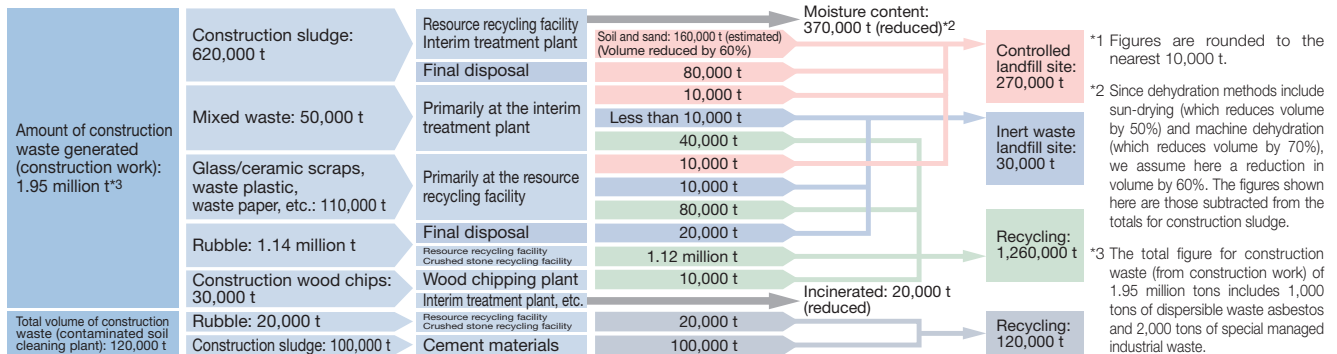 Amount of construction
waste generated
(construction work):
1.95 million t*3
Total volume of construction
waste (contaminated soil
cleaning plant): 120,000 t
Construction sludge:
620,000 t
Mixed waste: 50,000 t
Glass/ceramic scraps,
waste plastic,
waste paper, etc.: 110,000 t
Rubble: 1.14 million t
Construction wood chips:
30,000 t
Rubble: 20,000 t
Construction sludge: 100,000 t
Resource recycling facility
Interim treatment plant
Final disposal
Primarily at the interim
treatment plant
Primarily at the resource
recycling facility
Final disposal
Resource recycling facility
Crushed stone recycling facility
Wood chipping plant
Interim treatment plant, etc.
Resource recycling facility
Crushed stone recycling facility
Cement materials
Soil and sand: 160,000 t (estimated)
(Volume reduced by 60%)
80,000 t
10,000 t
Less than 10,000 t
40,000 t
10,000 t
10,000 t
80,000 t
20,000 t
1.12 million t
10,000 t
20,000 t
100,000 t
Moisture content:
370,000 t (reduced)*2
Incinerated: 20,000 t
(reduced)
Controlled
landfill site:
270,000 t
Inert waste
landfill site:
30,000 t
Recycling:
1,260,000 t
Recycling:
120,000 t
*1 Figures are rounded to the
nearest 10,000 t.
*2 Since dehydration methods include
sun-drying (which reduces volume
by 50%) and machine dehydration
(which reduces volume by 70%),
we assume here a reduction in
volume by 60%. The figures shown
here are those subtracted from the
totals for construction sludge.
*3 The total figure for construction
waste (from construction work) of
1.95 million tons includes 1,000
tons of dispersible waste asbestos
and 2,000 tons of special managed
industrial waste.